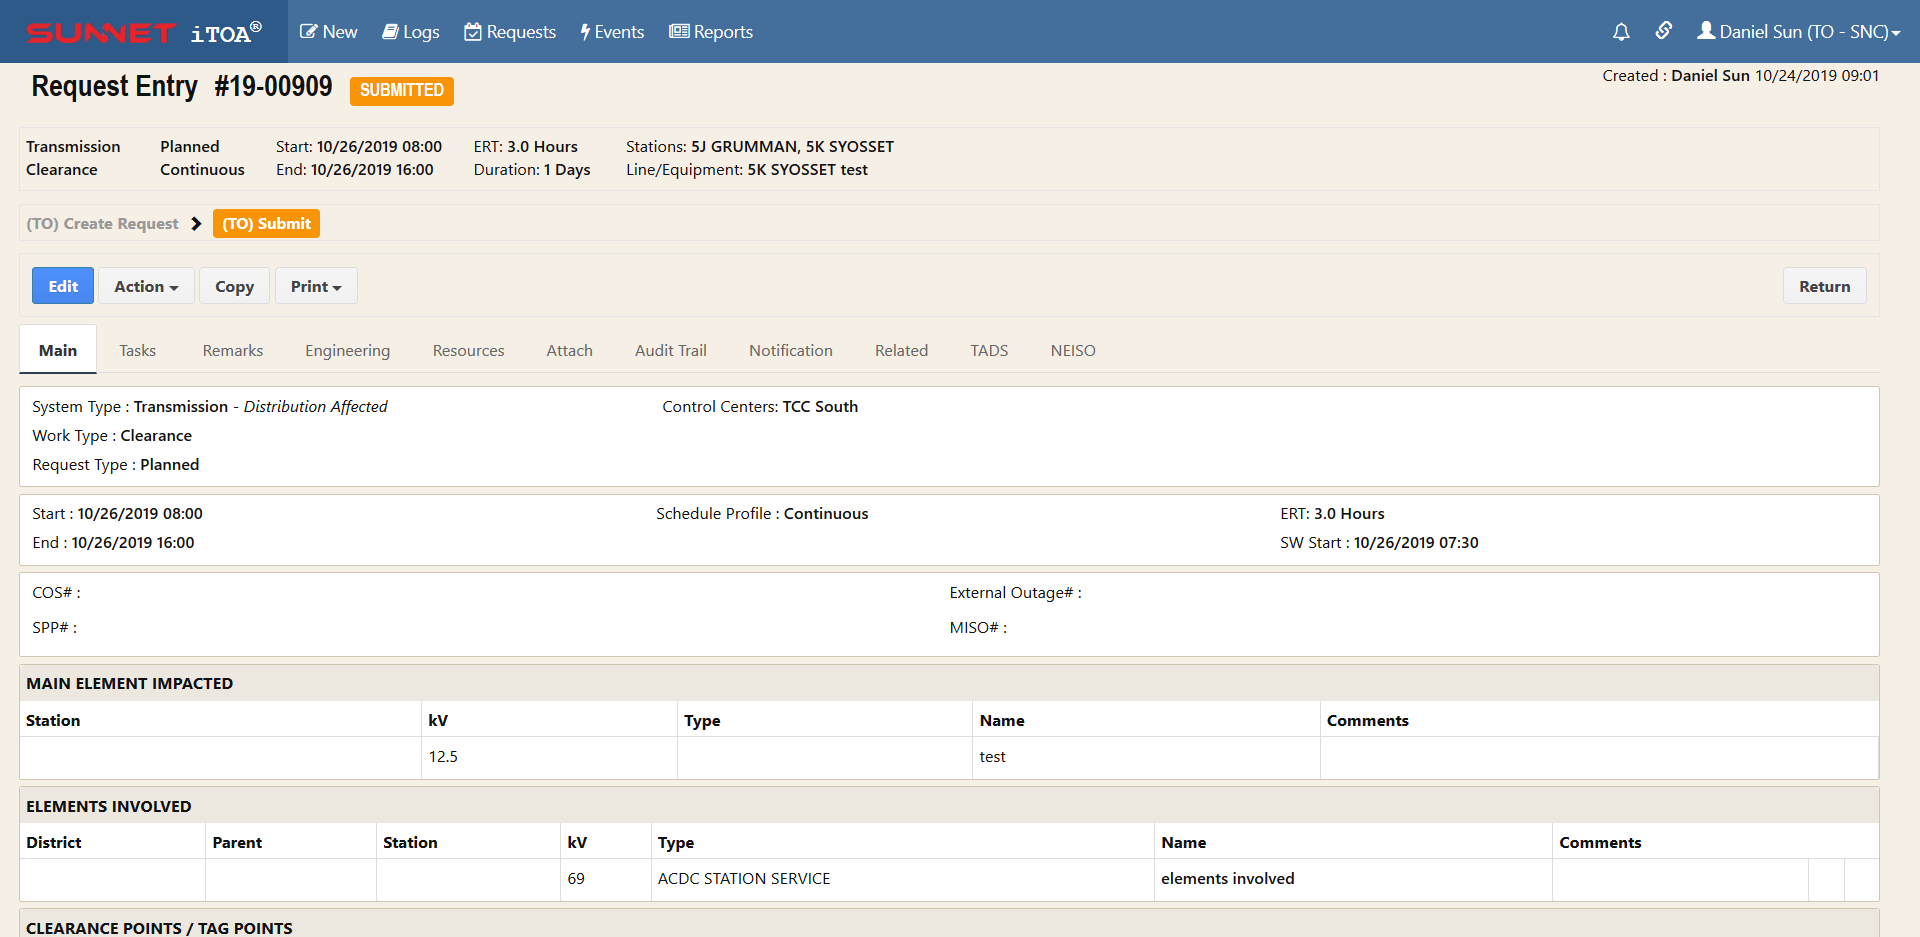 SUNNET iTOA® New Logs Requests Events Reports Daniel Sun (TO - SNC)
Request Entry #19-00909 SUBMITTED
Created : Daniel Sun 10/24/2019 09:01
Transmission Planned Start: 10/26/2019 08:00 ERT: 3.0 Hours Stations: 5J GRUMMAN, 5K SYOSSET
Clearance Continuous End: 10/26/2019 16:00 Duration: 1 Days Line/Equipment: 5K SYOSSET test
(TO) Create Request (TO) Submit
Edit Action Copy Print Return
Main Tasks Remarks Engineering Resources Attach Audit Trail Notification Related TADS NEISO
System Type : Transmission - Distribution Affected Control Centers: TCC South
Work Type : Clearance
Request Type : Planned
Start : 10/26/2019 08:00 Schedule Profile : Continuous ERT: 3.0 Hours
End : 10/26/2019 16:00 SW Start : 10/26/2019 07:30
COS# : External Outage# :
SPP# : MISO# :
MAIN ELEMENT IMPACTED
Station kV Type Name Comments
12.5 test
ELEMENTS INVOLVED
District Parent Station kV Type Name Comments
69 ACDC STATION SERVICE elements involved
CLEARANCE POINTS / TAG POINTS